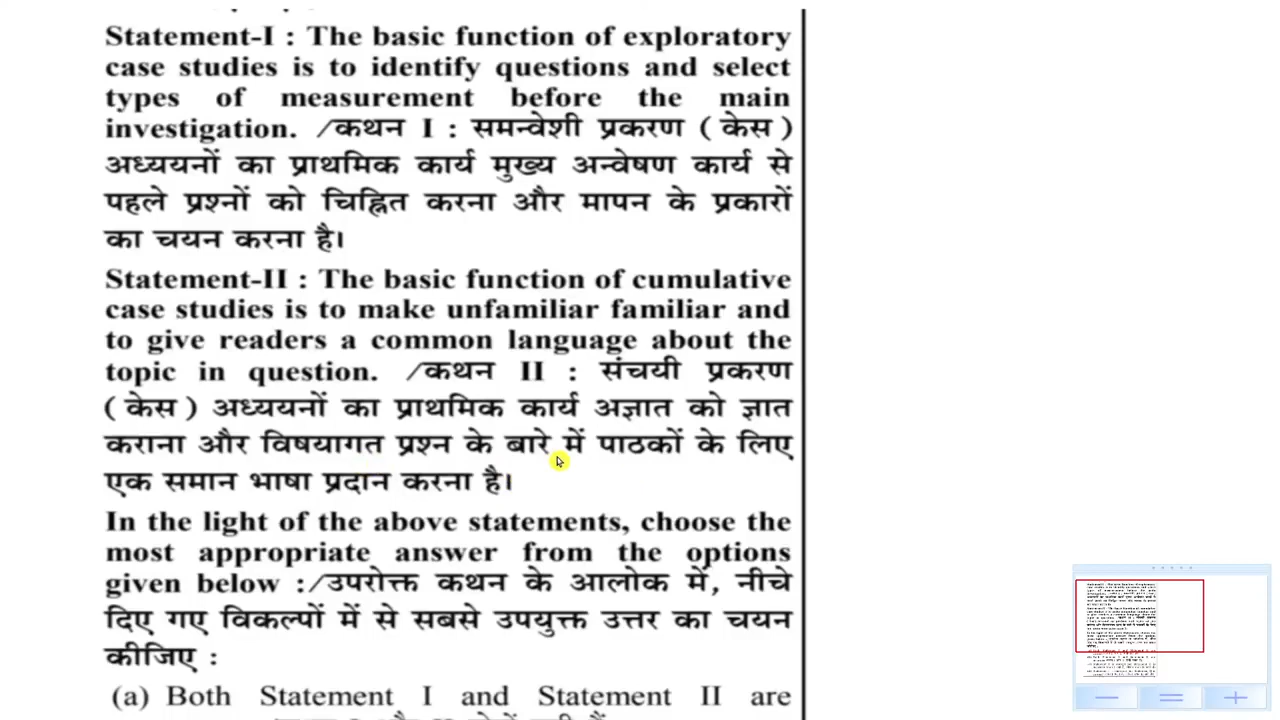 Statement-I : The basic function of exploratory
case studies is to identify questions and select
types of measurement before the main
investigation. /कथन I : समन्वेशी प्रकरण (केस)
अध्ययनों का प्राथमिक कार्य मुख्य अन्वेषण कार्य से
पहले प्रश्नों को चिह्नित करना और मापन के प्रकारों
का चयन करना है।
Statement-II : The basic function of cumulative
case studies is to make unfamiliar familiar and
to give readers a common language about the
topic in question. /कथन II : संचयी प्रकरण
(केस) अध्ययनों का प्राथमिक कार्य अज्ञात को ज्ञात
कराना और विषयागत प्रश्न के बारे में पाठकों के लिए
एक समान भाषा प्रदान करना है।
In the light of the above statements, choose the
most appropriate answer from the options
given below :/उपरोक्त कथन के आलोक में, नीचे
दिए गए विकल्पों में से सबसे उपयुक्त उत्तर का चयन
कीजिए :
(a) Both Statement I and Statement II are